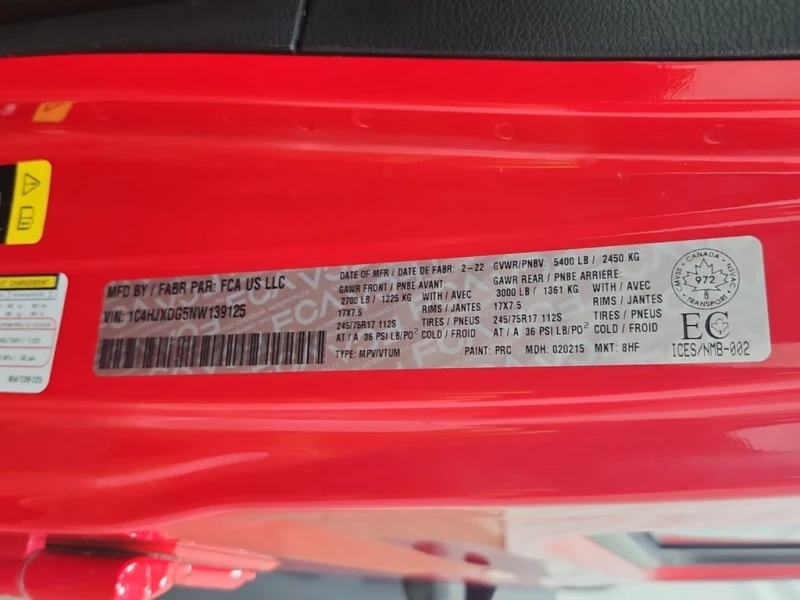 MFD BY / FABR PAR: FCA US LLC
VIN: 1C4HJXDG5NW139125
DATE OF MFR / DATE DE FABR: 2-22
GVWR/PNBV: 5400 LB / 2450 KG
GAWR FRONT / PNBE AVANT:
2700 LB / 1225 KG WITH / AVEC
17X7.5 RIMS / JANTES
245/75R17 112S TIRES / PNEUS
AT/A 36 PSI LB/PO² COLD / FROID
GAWR REAR / PNBE ARRIERE:
3000 LB / 1361 KG WITH / AVEC
17X7.5 RIMS / JANTES
245/75R17 112S TIRES / PNEUS
AT/A 36 PSI LB/PO² COLD / FROID
TYPE: MPV/VTUM PAINT: PRC MDH: 020215 MKT: 8HF
CMVSS · CANADA · NSVAC
972
TRANSPORT
EC
ICES/NMB-002
NW139125